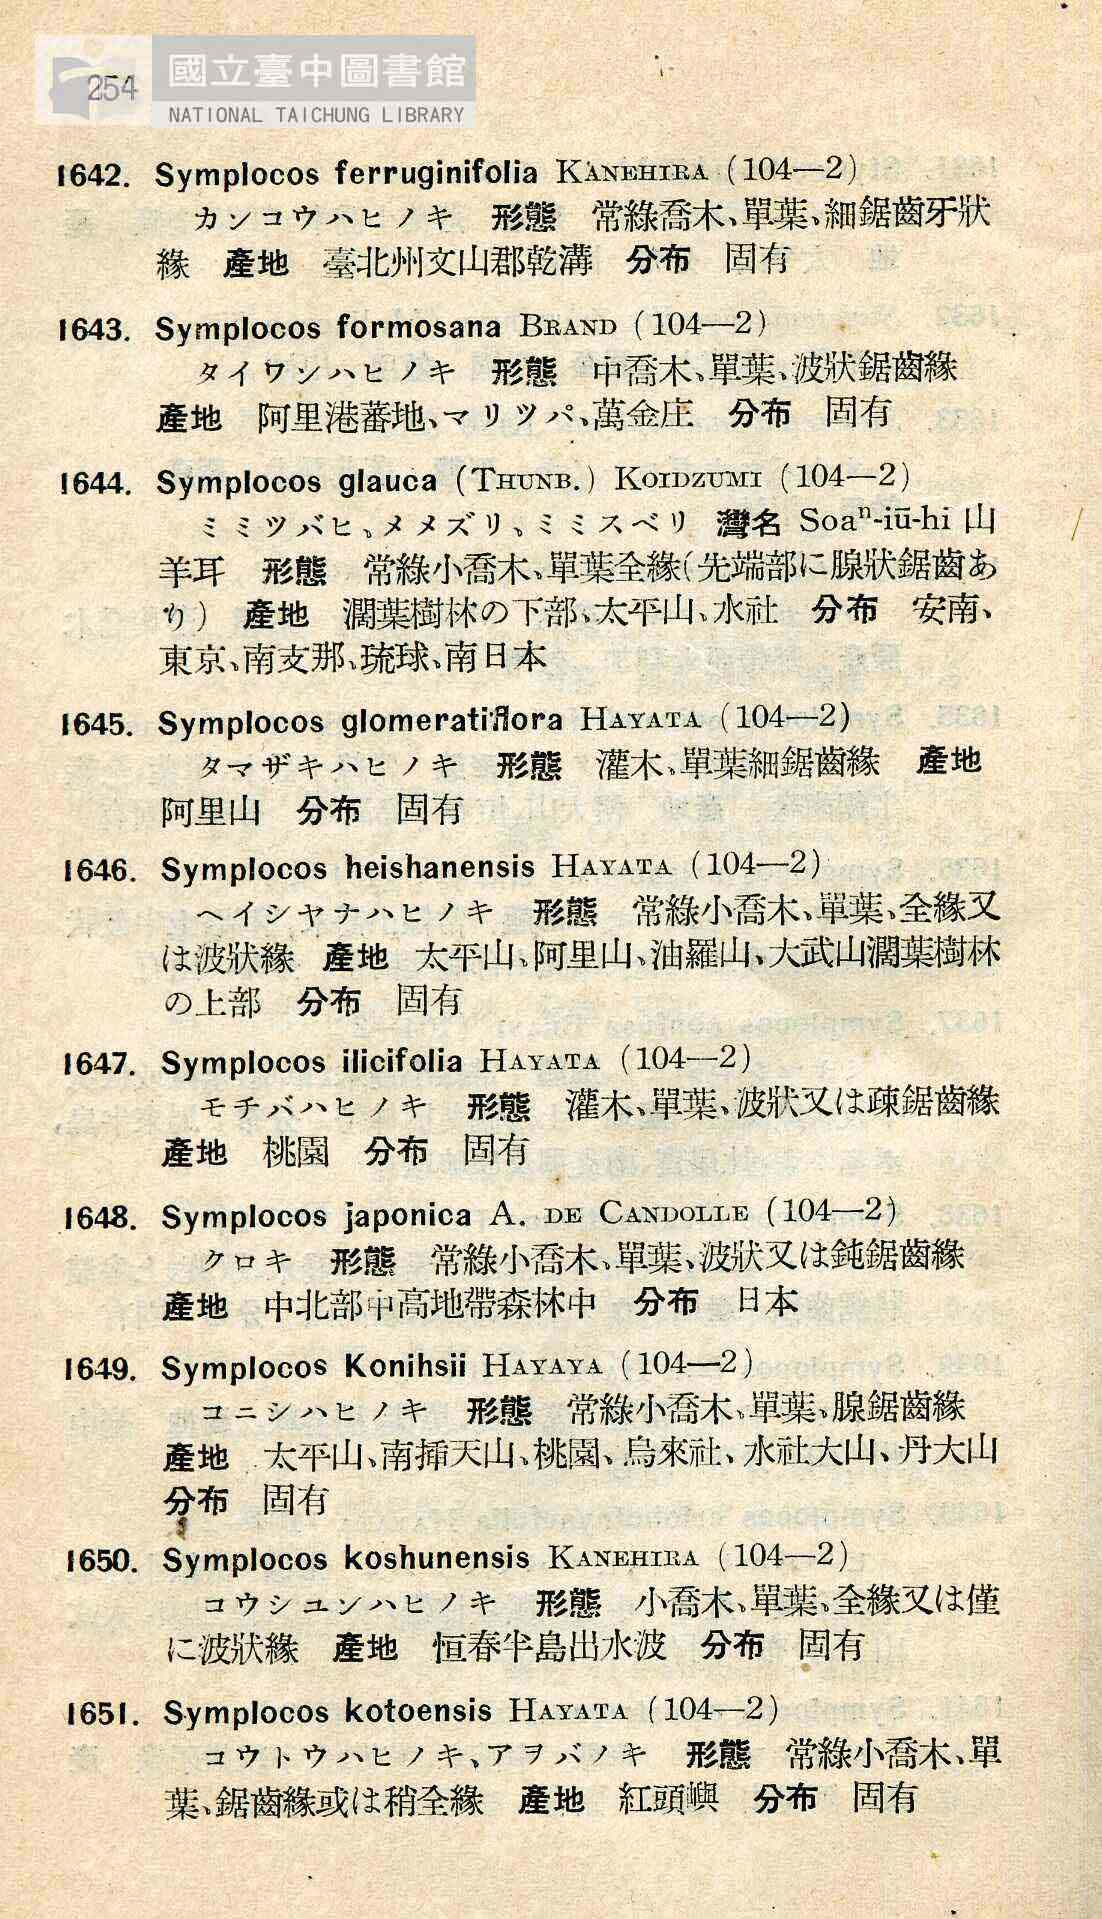 254
國立臺中圖書館
NATIONAL TAICHUNG LIBRARY
1642. Symplocos ferruginifolia KANEHIRA (104—2)
カンコウハヒノキ 形態 常綠喬木、單葉、細鋸齒牙狀
緣 產地 臺北州文山郡乾溝 分布 固有
1643. Symplocos formosana BRAND (104—2)
タイワンハヒノキ 形態 中喬木、單葉、波狀鋸齒緣
產地 阿里港蕃地、マリツパ、萬金庄 分布 固有
1644. Symplocos glauca (THUNB.) KOIDZUMI (104—2)
ミミツバヒ、メメズリ、ミミスベリ 灣名 Soaⁿ-iū-hi 山
羊耳 形態 常綠小喬木、單葉全緣(先端部に腺狀鋸齒あ
り) 產地 濶葉樹林の下部、太平山、水社 分布 安南、
東京、南支那、琉球、南日本
1645. Symplocos glomeratiflora HAYATA (104—2)
タマザキハヒノキ 形態 灌木、單葉細鋸齒緣 產地
阿里山 分布 固有
1646. Symplocos heishanensis HAYATA (104—2)
ヘイシヤナハヒノキ 形態 常綠小喬木、單葉、全緣又
は波狀緣 產地 太平山、阿里山、油羅山、大武山濶葉樹林
の上部 分布 固有
1647. Symplocos ilicifolia HAYATA (104—2)
モチバハヒノキ 形態 灌木、單葉、波狀又は疎鋸齒緣
產地 桃園 分布 固有
1648. Symplocos japonica A. DE CANDOLLE (104—2)
クロキ 形態 常綠小喬木、單葉、波狀又は鈍鋸齒緣
產地 中北部中高地帶森林中 分布 日本
1649. Symplocos Konihsii HAYAYA (104—2)
コニシハヒノキ 形態 常綠小喬木、單葉、腺鋸齒緣
產地 太平山、南揷天山、桃園、烏來社、水社大山、丹大山
分布 固有
1650. Symplocos koshunensis KANEHIRA (104—2)
コウシユンハヒノキ 形態 小喬木、單葉、全緣又は僅
に波狀緣 產地 恒春半島出水波 分布 固有
1651. Symplocos kotoensis HAYATA (104—2)
コウトウハヒノキ、アヲバノキ 形態 常綠小喬木、單
葉、鋸齒緣或は稍全緣 產地 紅頭嶼 分布 固有